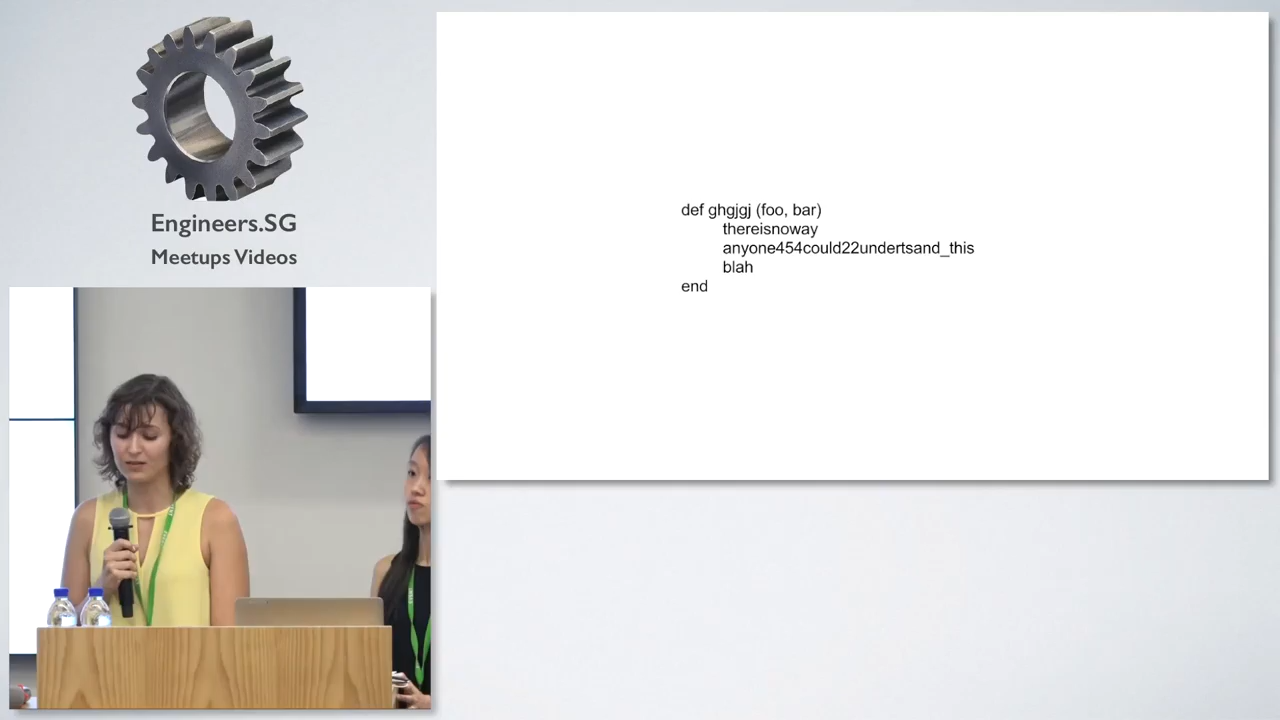 Engineers.SG
Meetups Videos
def ghgjgj (foo, bar)
thereisnoway
anyone454could22undertsand_this
blah
end